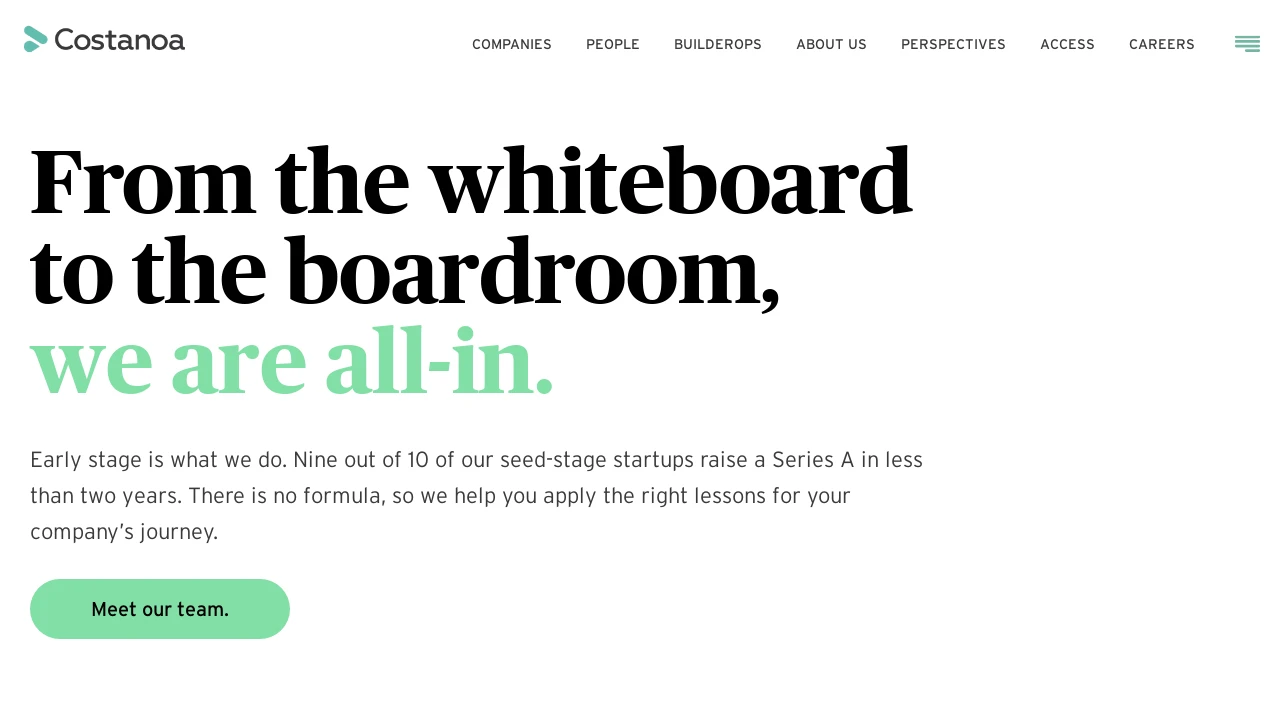 Costanoa
COMPANIES PEOPLE BUILDEROPS ABOUT US PERSPECTIVES ACCESS CAREERS
From the whiteboard
to the boardroom,
we are all-in.
Early stage is what we do. Nine out of 10 of our seed-stage startups raise a Series A in less
than two years. There is no formula, so we help you apply the right lessons for your
company’s journey.
Meet our team.